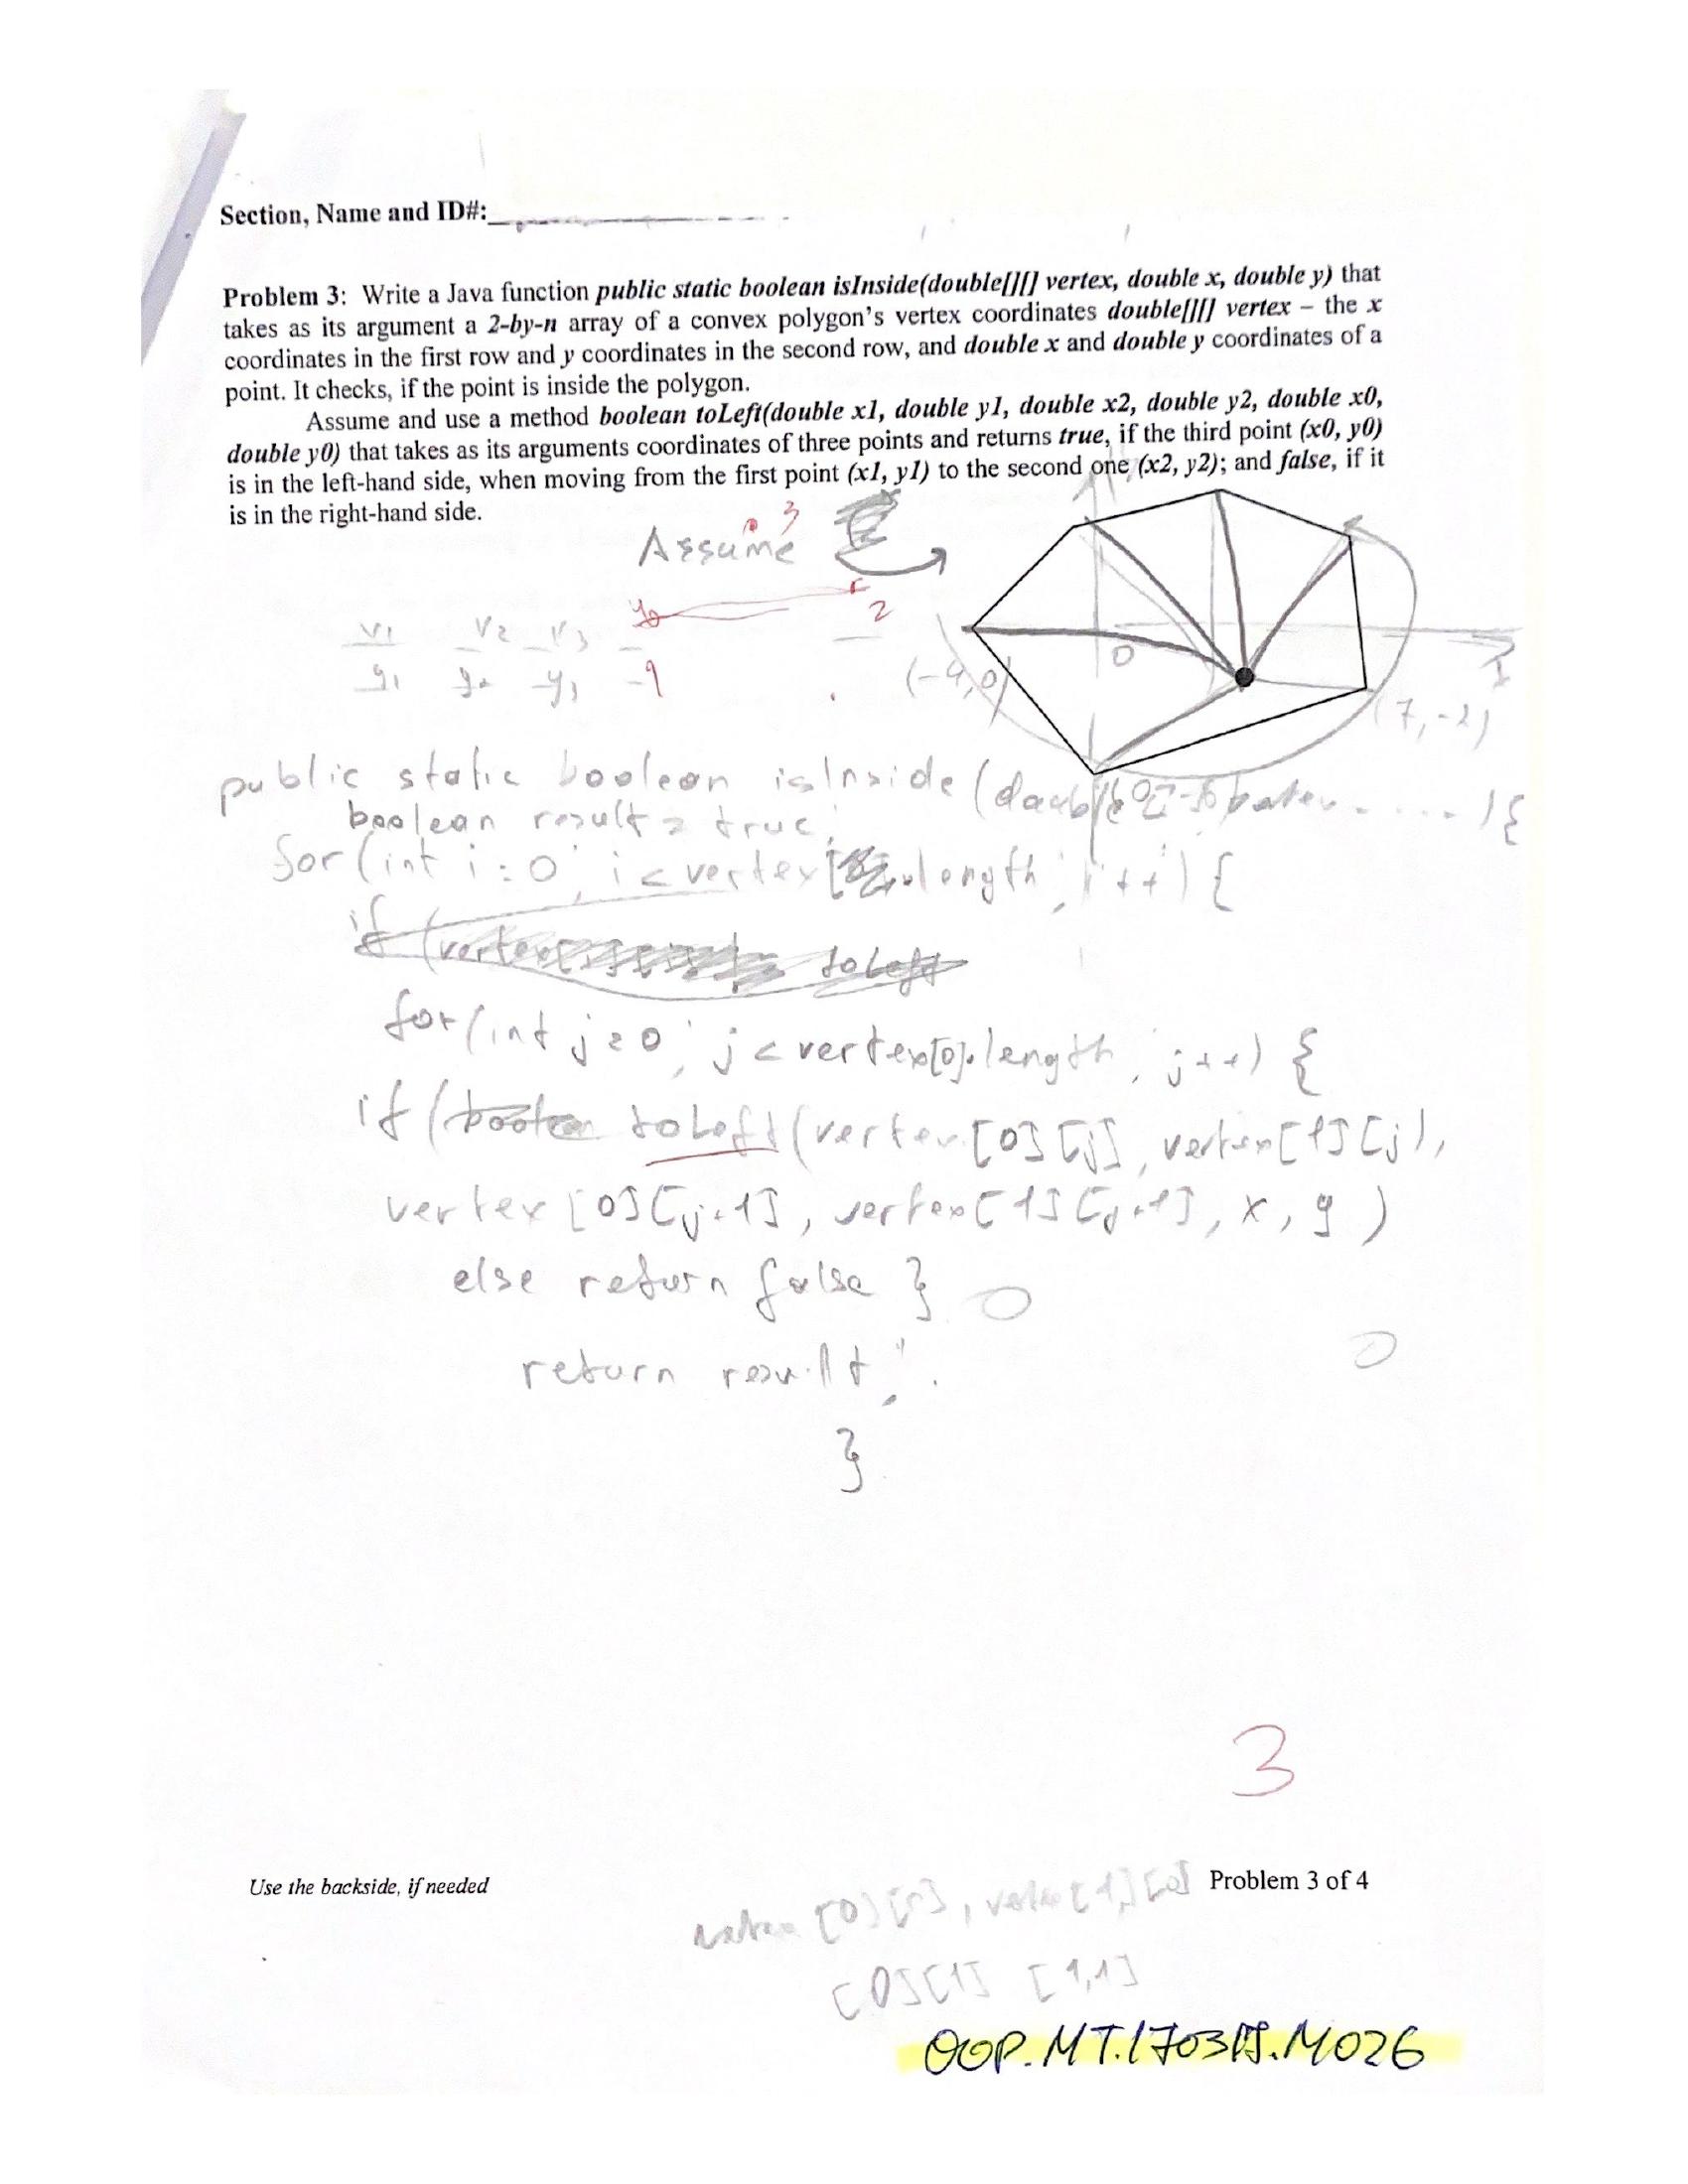 Section, Name and ID#:
Problem 3: Write a Java function public static boolean isInside(double[][] vertex, double x, double y) that
takes as its argument a 2-by-n array of a convex polygon's vertex coordinates double[][] vertex – the x
coordinates in the first row and y coordinates in the second row, and double x and double y coordinates of a
point. It checks, if the point is inside the polygon.
Assume and use a method boolean toLeft(double x1, double y1, double x2, double y2, double x0,
double y0) that takes as its arguments coordinates of three points and returns true, if the third point (x0, y0)
is in the left-hand side, when moving from the first point (x1, y1) to the second one (x2, y2); and false, if it
is in the right-hand side.
3
Assume
2
v1 v2 v3
y1 y2 y3
0
(-4,0)
(7,-2)
public static boolean isInside (double
boolean result = true;
for (int i = 0; i < vertex.length; i++) {
if (vertex toLeft
for (int j = 0; j < vertex[0].length; j++) {
if (boolean toLeft (vertex [0][j], vertex[1][j],
vertex [0][j+1], vertex[1][j+1], x, y )
else return false }
return result;
}
3
Use the backside, if needed
Problem 3 of 4
[0][1] [1,1]
OOP.MT.1703
M026